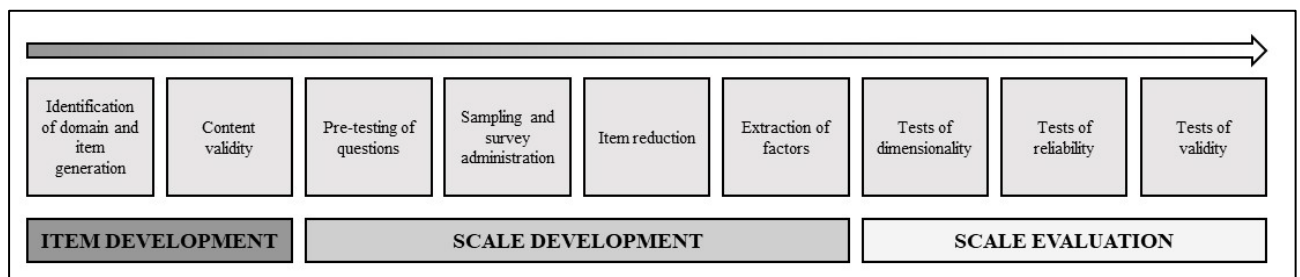 Identification
of domain and
item
generation
Content
validity
Pre-testing of
questions
Sampling and
survey
administration
Item reduction
Extraction of
factors
Tests of
dimensionality
Tests of
reliability
Tests of
validity
ITEM DEVELOPMENT
SCALE DEVELOPMENT
SCALE EVALUATION